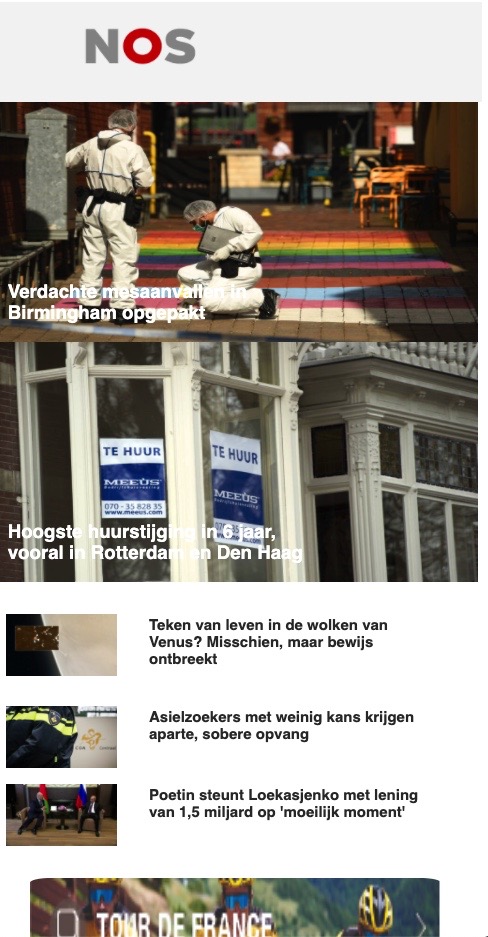 NOS
Verdachte mesaanvallen in
Birmingham opgepakt
TE HUUR
MEEÙS
070 - 35 828 35
www.meeus.com
TE HUUR
MEEÙS
Hoogste huurstijging in 6 jaar,
vooral in Rotterdam en Den Haag
Teken van leven in de wolken van
Venus? Misschien, maar bewijs
ontbreekt
Asielzoekers met weinig kans krijgen
aparte, sobere opvang
Poetin steunt Loekasjenko met lening
van 1,5 miljard op 'moeilijk moment'
TOUR DE FRANCE